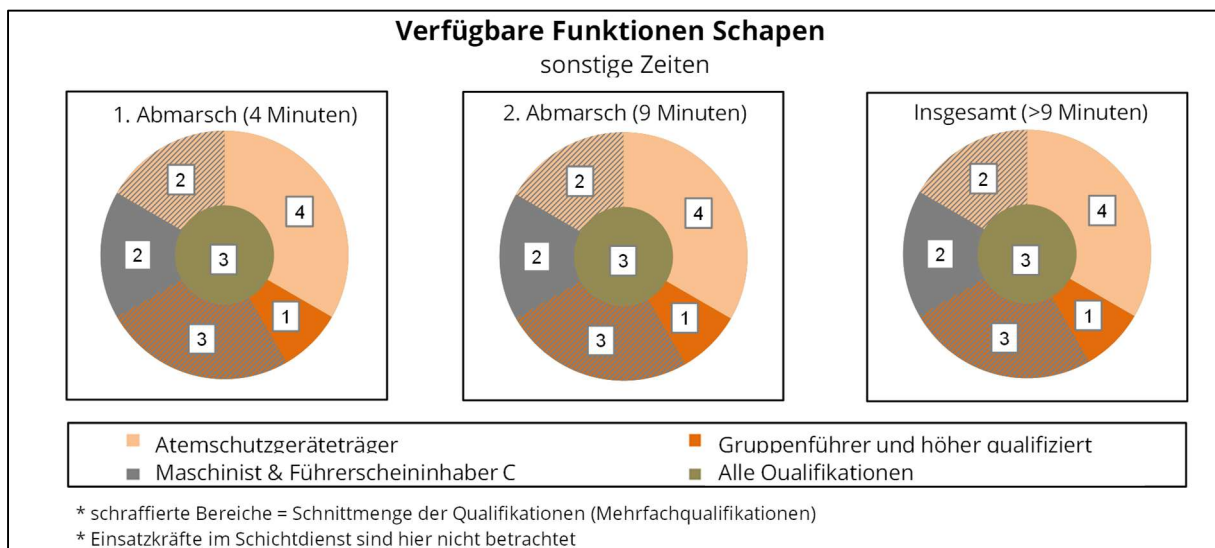 Verfügbare Funktionen Schapen
sonstige Zeiten
1. Abmarsch (4 Minuten)
2
4
2
3
1
3
2. Abmarsch (9 Minuten)
2
4
2
3
1
3
Insgesamt (>9 Minuten)
2
4
2
3
1
3
Atemschutzgeräteträger
Gruppenführer und höher qualifiziert
Maschinist & Führerscheininhaber C
Alle Qualifikationen
* schraffierte Bereiche = Schnittmenge der Qualifikationen (Mehrfachqualifikationen)
* Einsatzkräfte im Schichtdienst sind hier nicht betrachtet